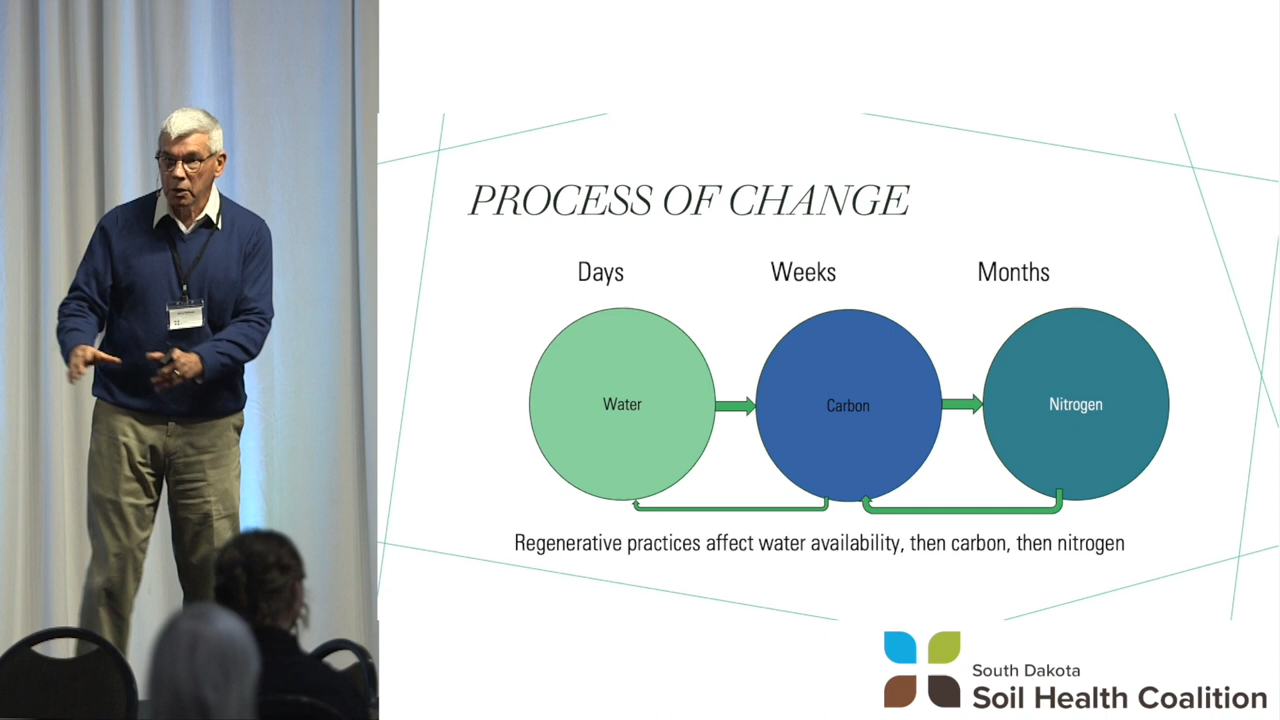 PROCESS OF CHANGE
Days
Weeks
Months
Water
Carbon
Nitrogen
Regenerative practices affect water availability, then carbon, then nitrogen
South Dakota
Soil Health Coalition